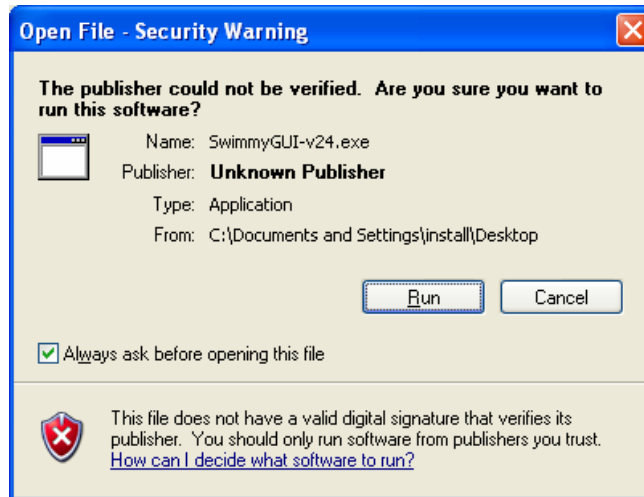 Open File - Security Warning
The publisher could not be verified.  Are you sure you want to
run this software?
Name: SwimmyGUI-v24.exe
Publisher: Unknown Publisher
Type: Application
From: C:\Documents and Settings\install\Desktop
Run Cancel
Always ask before opening this file
This file does not have a valid digital signature that verifies its
publisher.  You should only run software from publishers you trust.
How can I decide what software to run?